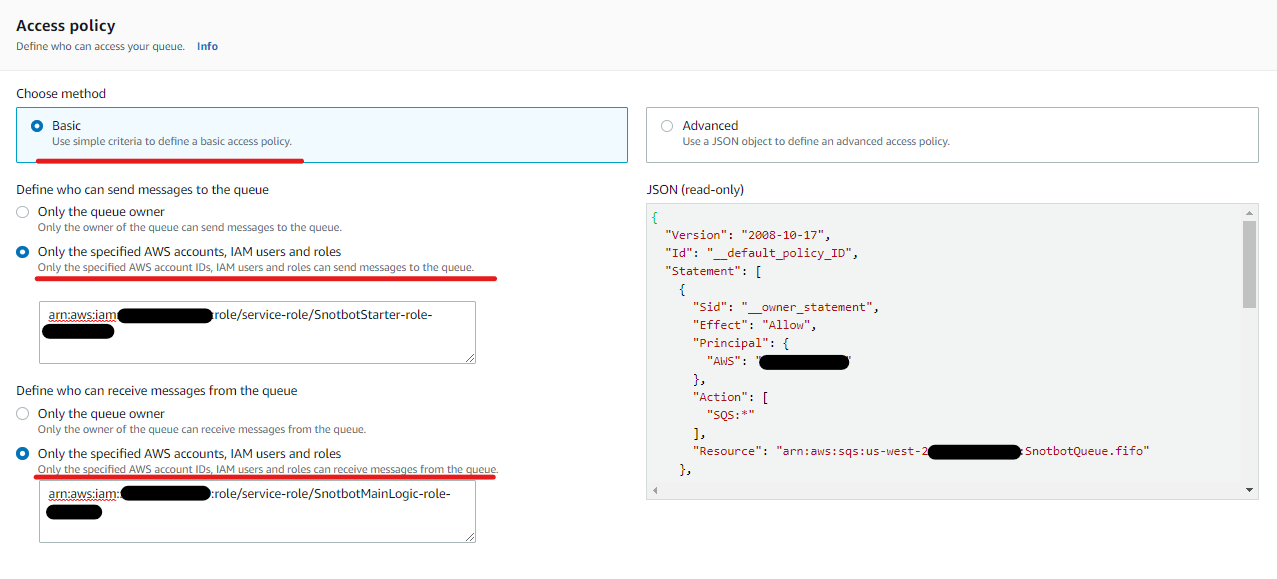 Access policy
Define who can access your queue. Info
Choose method
Basic
Use simple criteria to define a basic access policy.
Advanced
Use a JSON object to define an advanced access policy.
Define who can send messages to the queue
Only the queue owner
Only the owner of the queue can send messages to the queue.
Only the specified AWS accounts, IAM users and roles
Only the specified AWS account IDs, IAM users and roles can send messages to the queue.
arn:aws:iam: :role/service-role/SnotbotStarter-role-
Define who can receive messages from the queue
Only the queue owner
Only the owner of the queue can receive messages from the queue.
Only the specified AWS accounts, IAM users and roles
Only the specified AWS account IDs, IAM users and roles can receive messages from the queue.
arn:aws:iam:: :role/service-role/SnotbotMainLogic-role-
JSON (read-only)
{
"Version": "2008-10-17",
"Id": "__default_policy_ID",
"Statement": [
{
"Sid": "__owner_statement",
"Effect": "Allow",
"Principal": {
"AWS": " "
},
"Action": [
"SQS:*"
],
"Resource": "arn:aws:sqs:us-west-2 :SnotbotQueue.fifo"
},